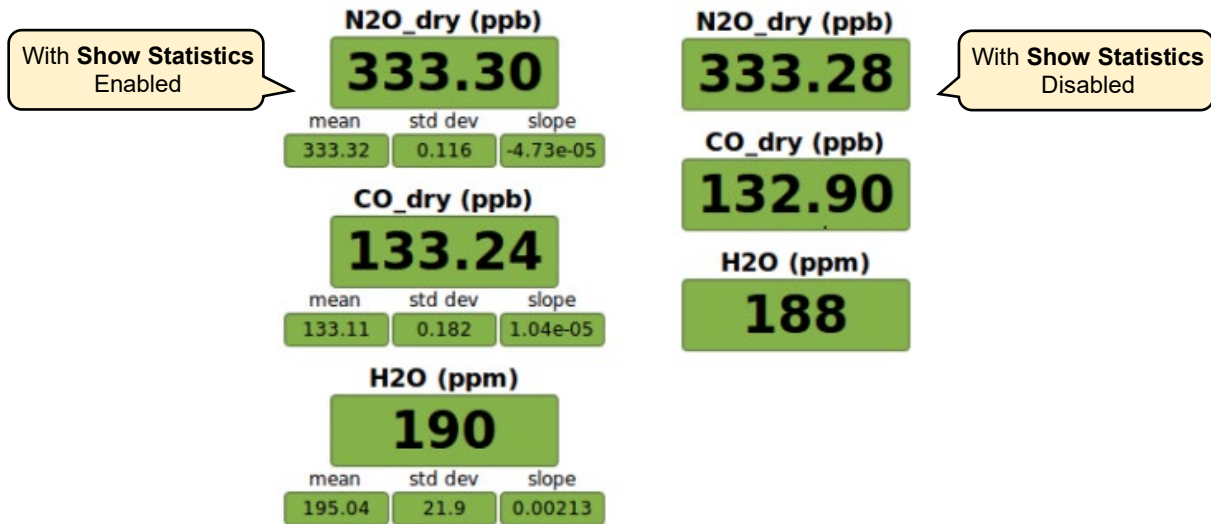 With Show Statistics
Enabled
N2O_dry (ppb)
333.30
mean std dev slope
333.32 0.116 -4.73e-05
CO_dry (ppb)
133.24
mean std dev slope
133.11 0.182 1.04e-05
H2O (ppm)
190
mean std dev slope
195.04 21.9 0.00213
N2O_dry (ppb)
333.28
CO_dry (ppb)
132.90
H2O (ppm)
188
With Show Statistics
Disabled